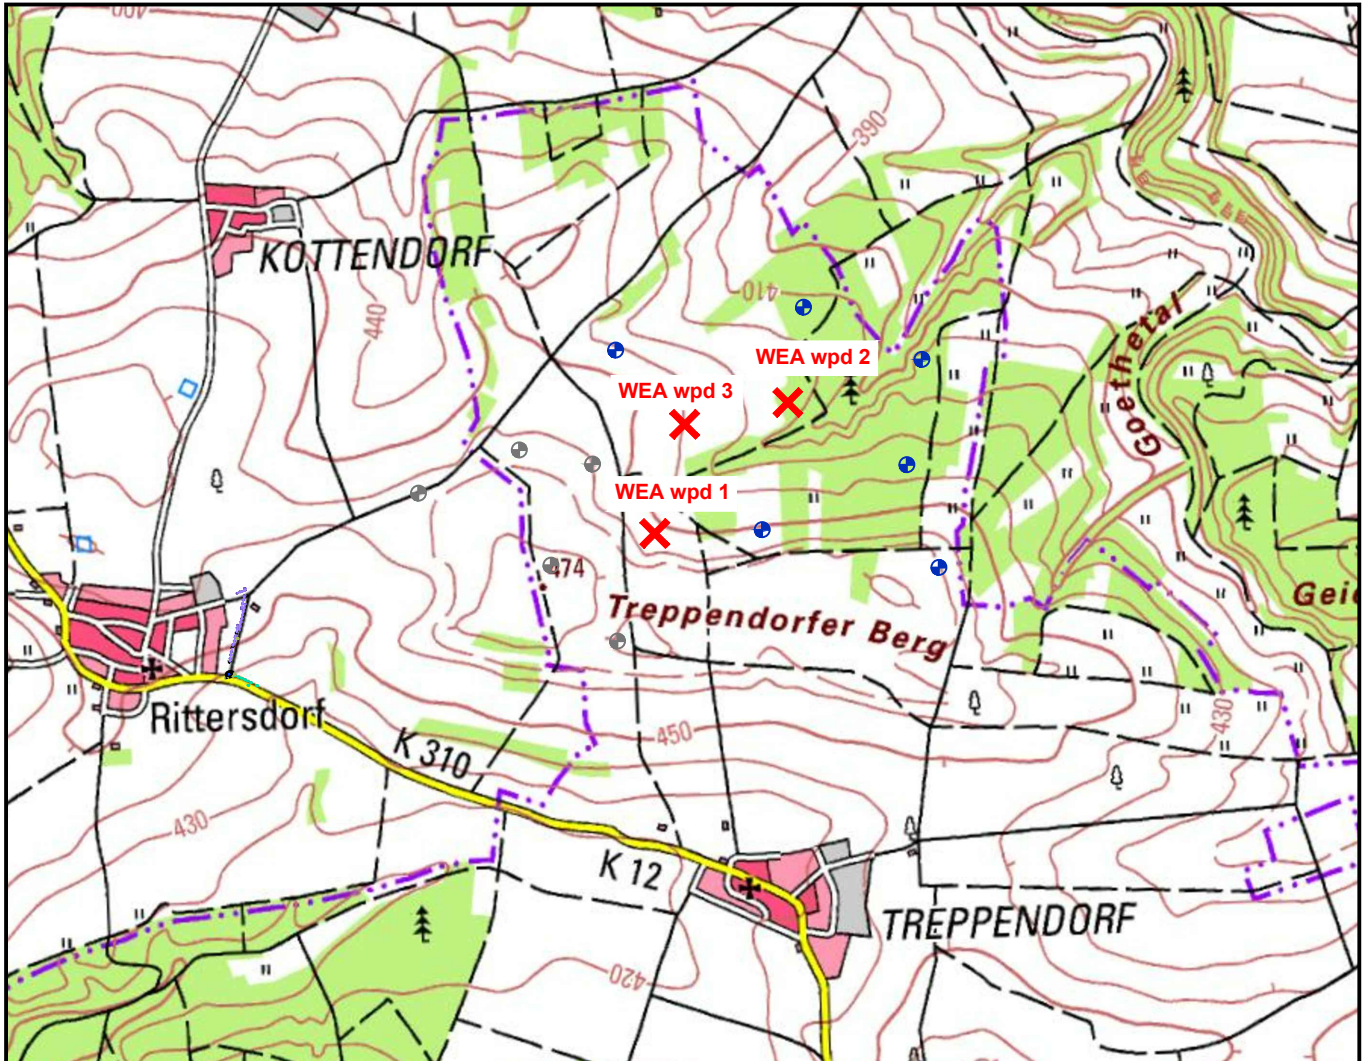 400
390
KOTTENDORF
410
440
Goethetal
WEA wpd 2
WEA wpd 3
WEA wpd 1
474
Treppendorfer Berg
Rittersdorf
K 310
450
430
430
K 12
TREPPENDORF
420